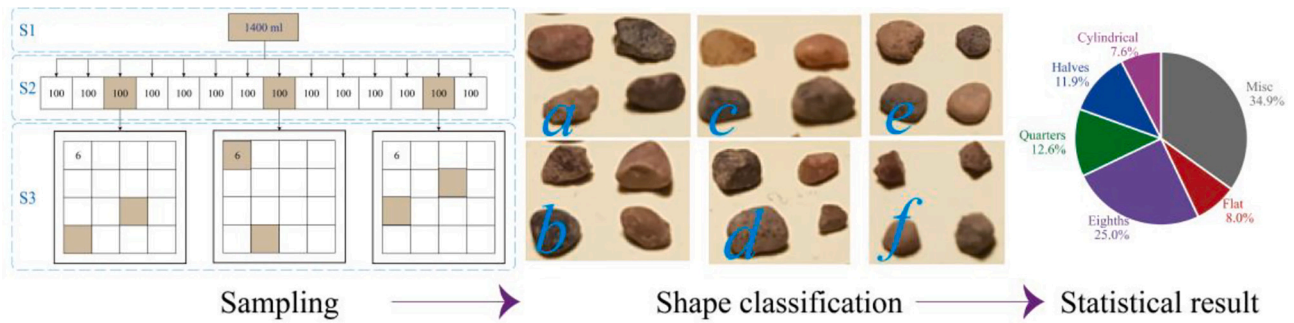 S1
1400 ml
S2
100 100 100 100 100 100 100 100 100 100 100 100 100 100
S3
6
6
6
a
c
e
b
d
f
Cylindrical
7.6%
Halves
11.9%
Quarters
12.6%
Eighths
25.0%
Misc
34.9%
Flat
8.0%
Sampling
Shape classification
Statistical result